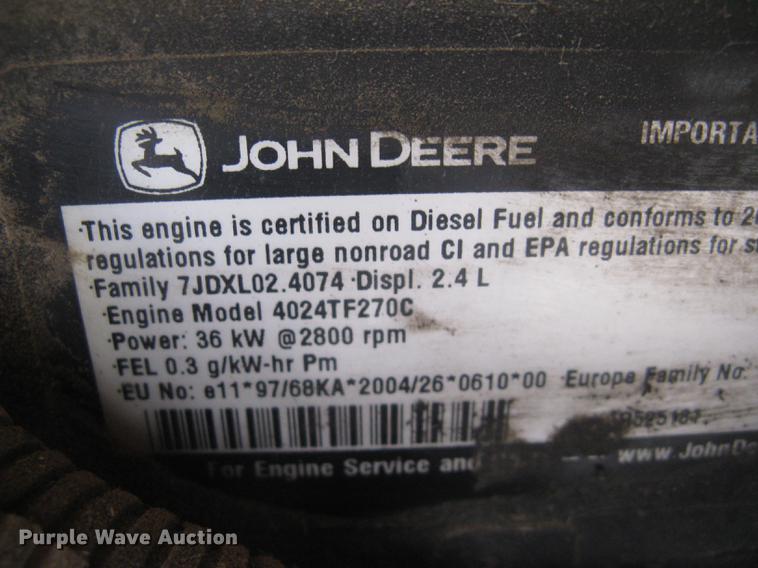 JOHN DEERE
IMPORTA
·This engine is certified on Diesel Fuel and conforms to
regulations for large nonroad CI and EPA regulations for
·Family 7JDXL02.4074 ·Displ. 2.4 L
·Engine Model 4024TF270C
·Power: 36 kW @2800 rpm
·FEL 0.3 g/kW-hr Pm
·EU No: e11*97/68KA*2004/26*0610*00 ·Europe Family No:
For Engine Service and
www.JohnDe
Purple Wave Auction